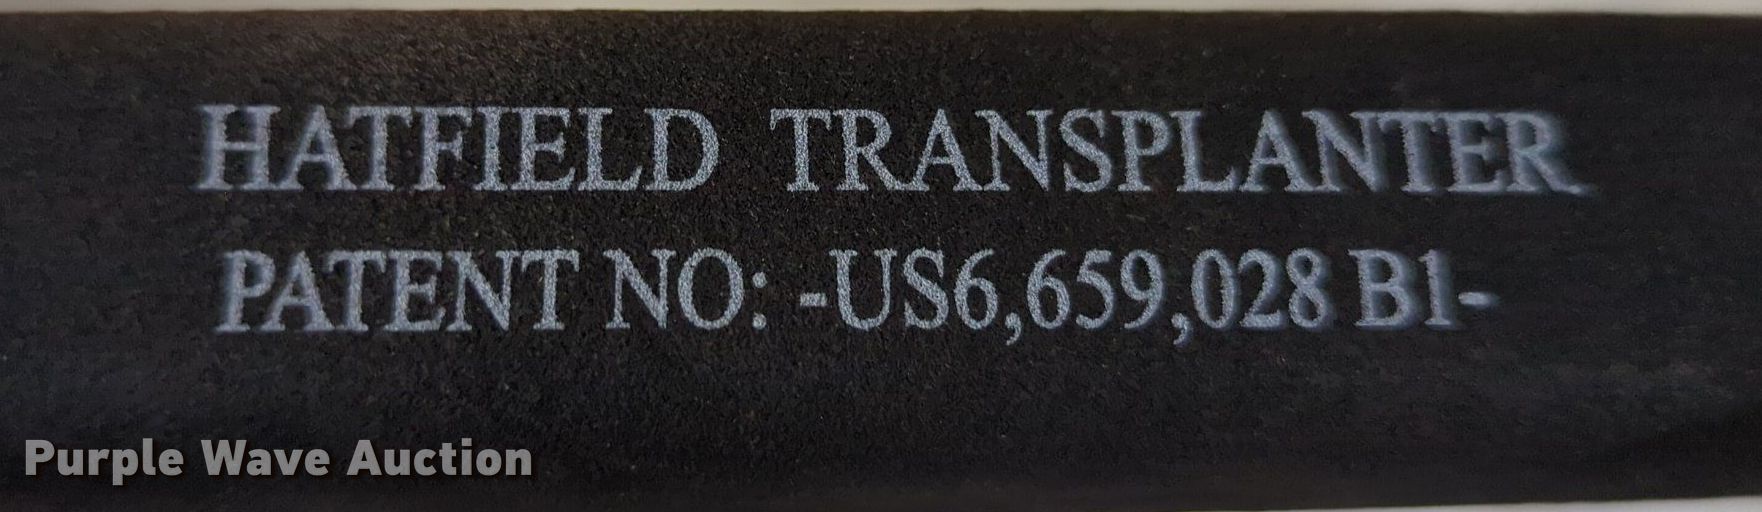 HATFIELD TRANSPLANTER
PATENT NO: -US6,659,028 B1-
Purple Wave Auction